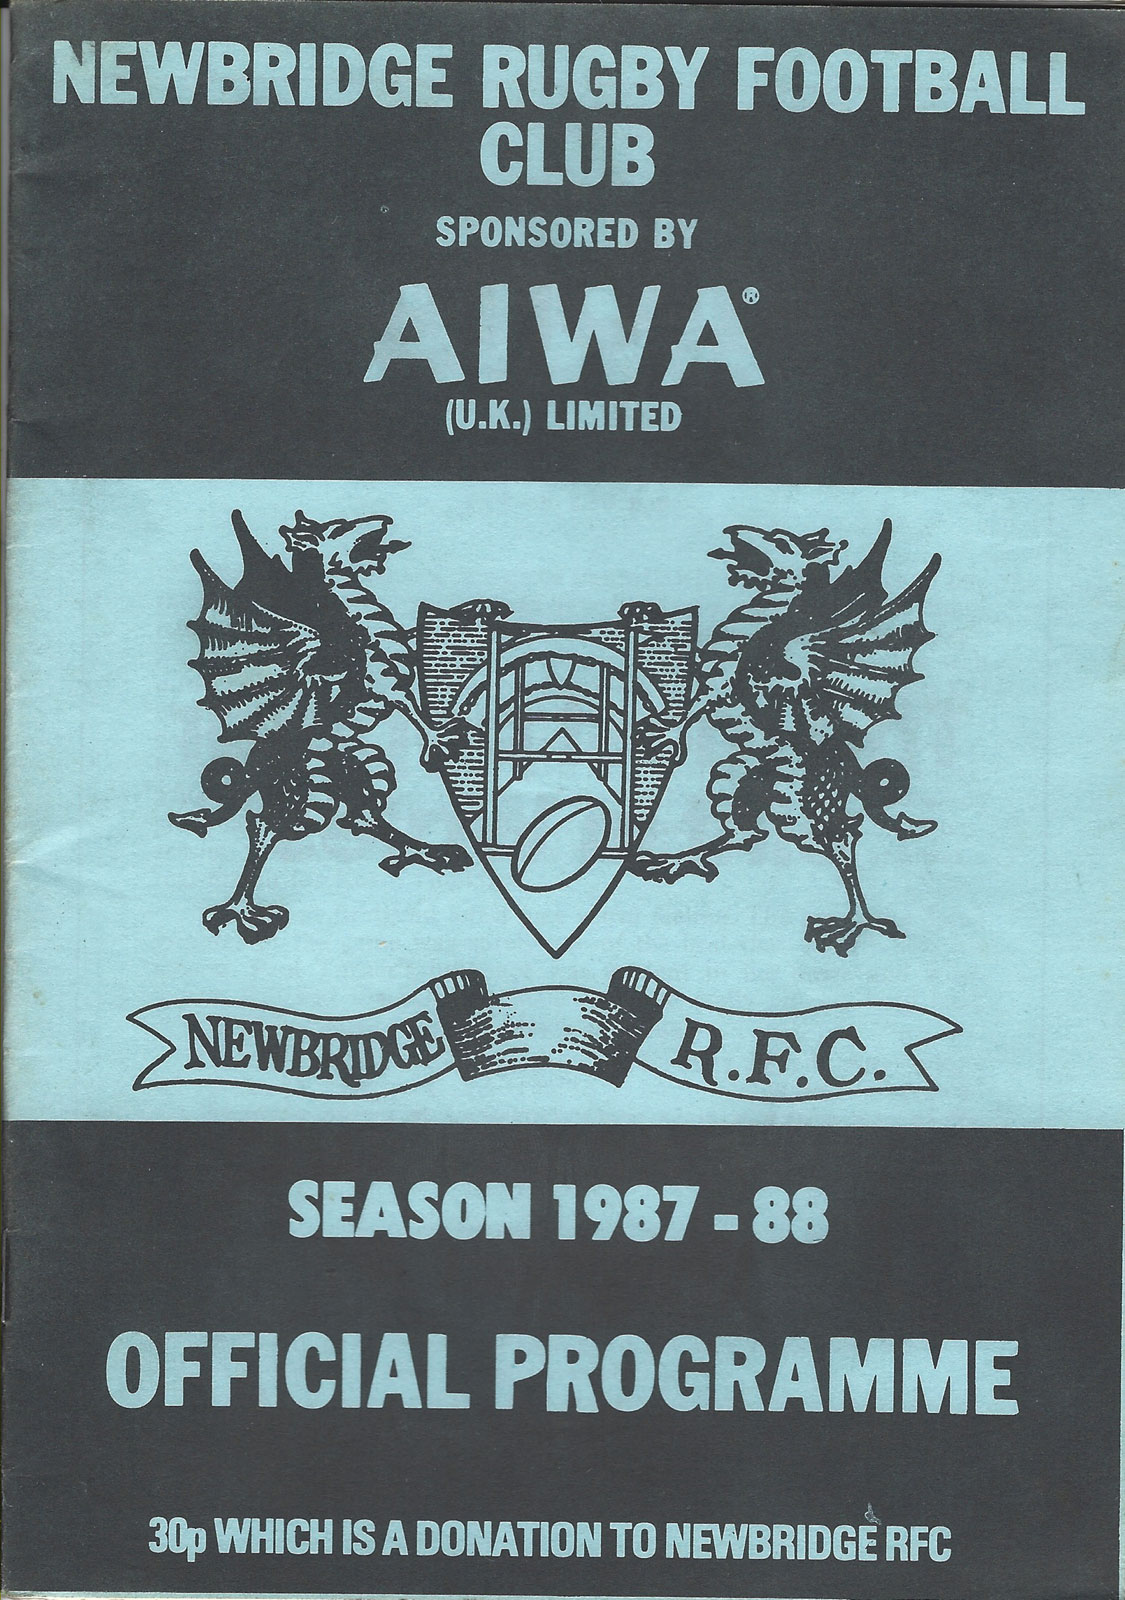 NEWBRIDGE RUGBY FOOTBALL
CLUB
SPONSORED BY
AIWA®
(U.K.) LIMITED
NEWBRIDGE R.F.C.
SEASON 1987 - 88
OFFICIAL PROGRAMME
30p WHICH IS A DONATION TO NEWBRIDGE RFC